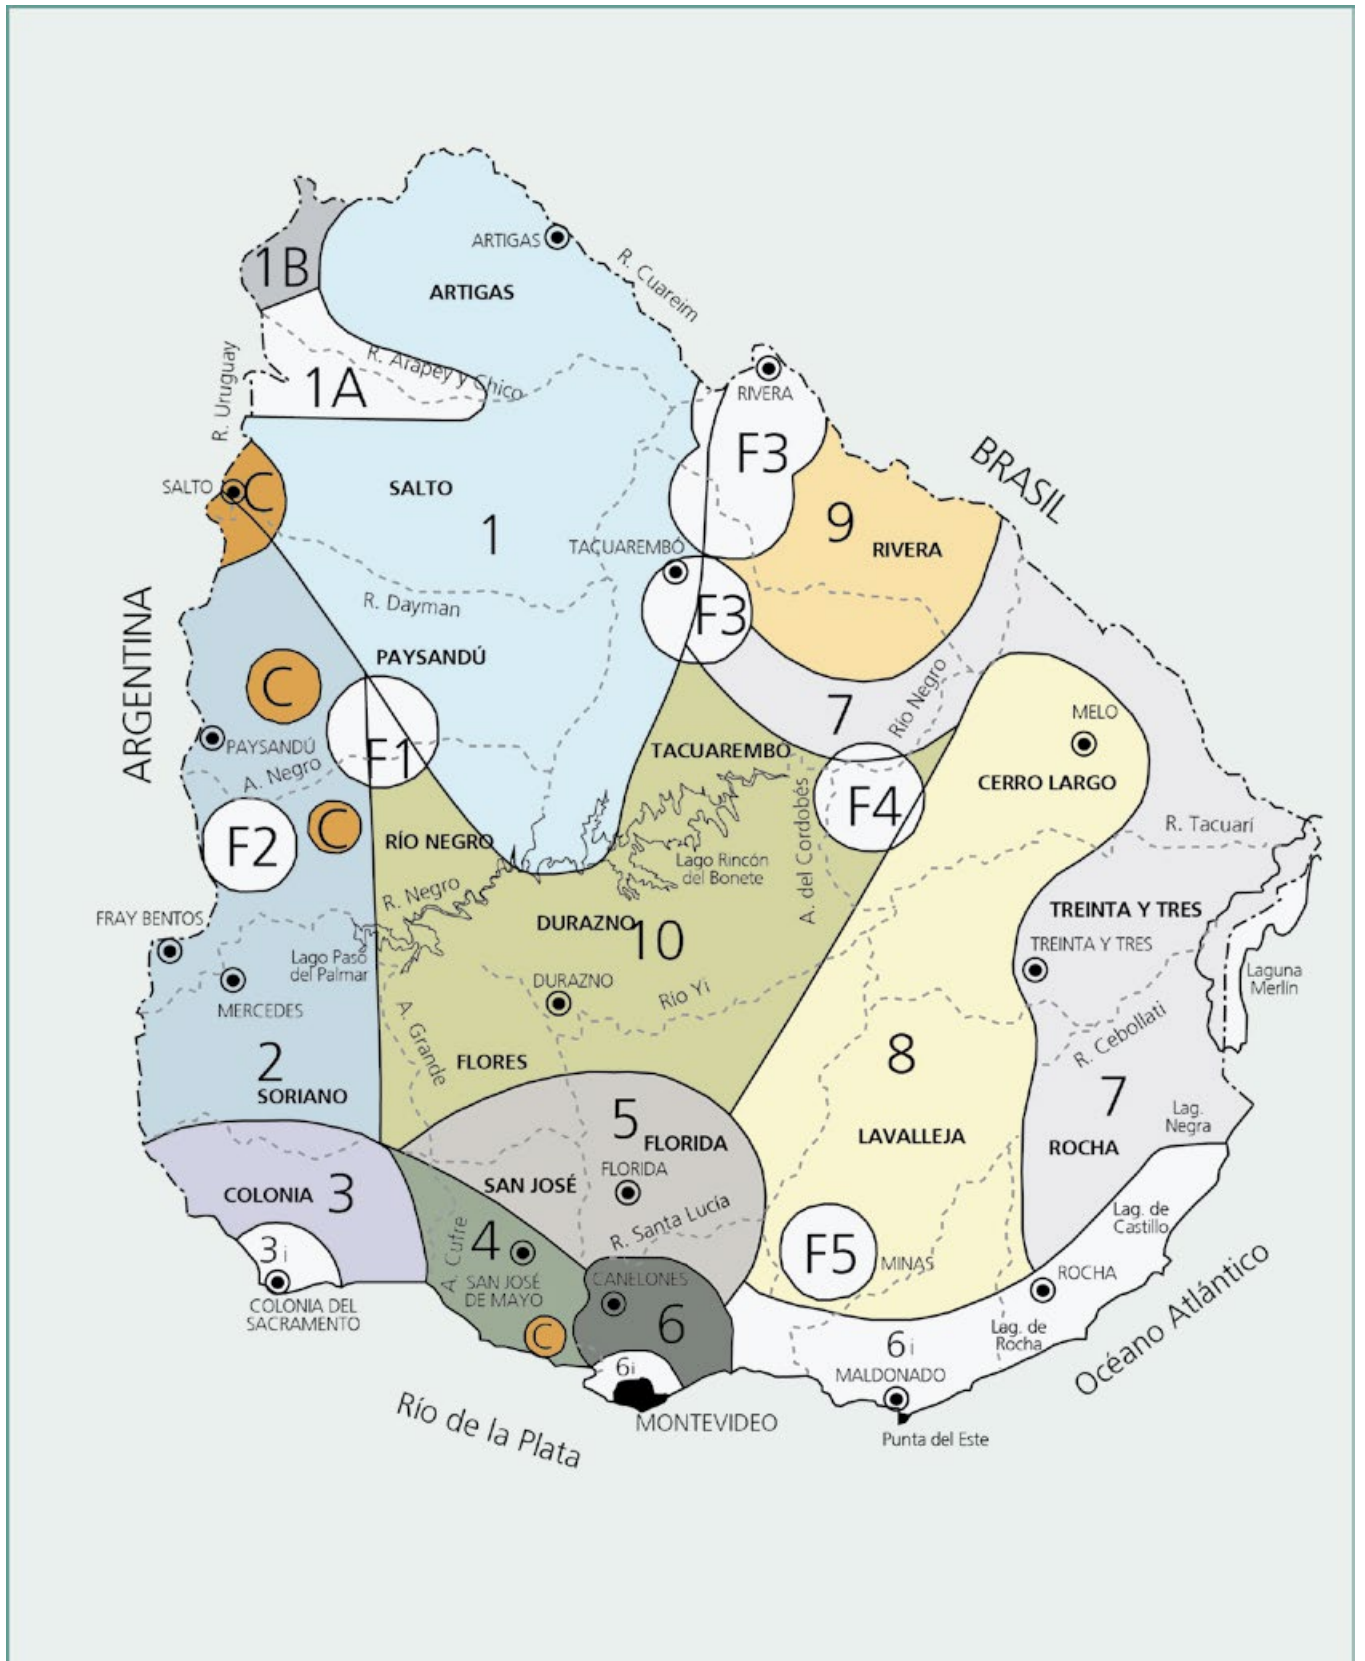 ARTIGAS
1B
R. Cuareim
ARTIGAS
R. Uruguay
R. Arapey y Chico
1A
RIVERA
F3
BRASIL
SALTO
C
SALTO
1
9
RIVERA
TACUAREMBÓ
ARGENTINA
R. Dayman
F3
PAYSANDÚ
C
7
Río Negro
MELO
PAYSANDÚ
F1
TACUAREMBÓ
A. Negro
CERRO LARGO
F2
C
RÍO NEGRO
F4
R. Tacuarí
A. del Cordobés
Lago Rincón
del Bonete
R. Negro
FRAY BENTOS
DURAZNO
10
TREINTA Y TRES
TREINTA Y TRES
Lago Paso
del Palmar
Laguna
Merlín
MERCEDES
DURAZNO
Río Yi
A. Grande
R. Cebollati
2
SORIANO
FLORES
8
7
5
FLORIDA
LAVALLEJA
ROCHA
Lag.
Negra
COLONIA
3
SAN JOSÉ
FLORIDA
R. Santa Lucía
Lag. de
Castillo
3i
A. Cufre
4
F5
MINAS
SAN JOSÉ
DE MAYO
CANELONES
ROCHA
COLONIA DEL
SACRAMENTO
C
6
6i
Lag. de
Rocha
Océano Atlántico
6i
MALDONADO
Río de la Plata
MONTEVIDEO
Punta del Este